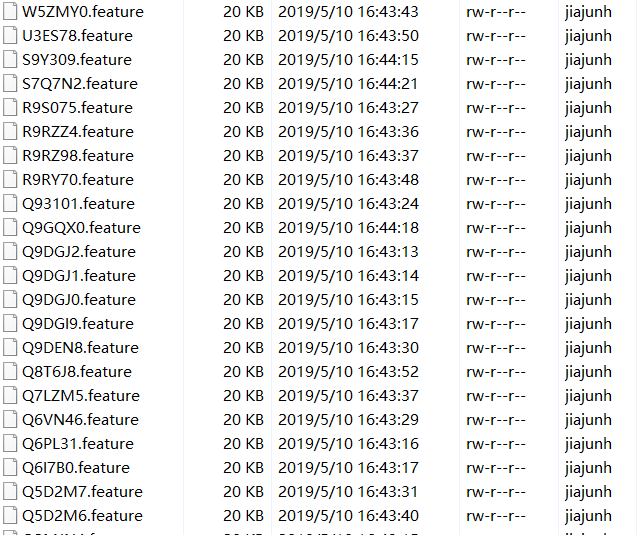 W5ZMY0.feature 20 KB 2019/5/10 16:43:43 rw-r--r-- jiajunh
U3ES78.feature 20 KB 2019/5/10 16:43:50 rw-r--r-- jiajunh
S9Y309.feature 20 KB 2019/5/10 16:44:15 rw-r--r-- jiajunh
S7Q7N2.feature 20 KB 2019/5/10 16:44:21 rw-r--r-- jiajunh
R9S075.feature 20 KB 2019/5/10 16:43:27 rw-r--r-- jiajunh
R9RZZ4.feature 20 KB 2019/5/10 16:43:36 rw-r--r-- jiajunh
R9RZ98.feature 20 KB 2019/5/10 16:43:37 rw-r--r-- jiajunh
R9RY70.feature 20 KB 2019/5/10 16:43:48 rw-r--r-- jiajunh
Q93101.feature 20 KB 2019/5/10 16:43:24 rw-r--r-- jiajunh
Q9GQX0.feature 20 KB 2019/5/10 16:44:18 rw-r--r-- jiajunh
Q9DGJ2.feature 20 KB 2019/5/10 16:43:13 rw-r--r-- jiajunh
Q9DGJ1.feature 20 KB 2019/5/10 16:43:14 rw-r--r-- jiajunh
Q9DGJ0.feature 20 KB 2019/5/10 16:43:15 rw-r--r-- jiajunh
Q9DGI9.feature 20 KB 2019/5/10 16:43:17 rw-r--r-- jiajunh
Q9DEN8.feature 20 KB 2019/5/10 16:43:30 rw-r--r-- jiajunh
Q8T6J8.feature 20 KB 2019/5/10 16:43:52 rw-r--r-- jiajunh
Q7LZM5.feature 20 KB 2019/5/10 16:43:37 rw-r--r-- jiajunh
Q6VN46.feature 20 KB 2019/5/10 16:43:29 rw-r--r-- jiajunh
Q6PL31.feature 20 KB 2019/5/10 16:43:16 rw-r--r-- jiajunh
Q6I7B0.feature 20 KB 2019/5/10 16:43:17 rw-r--r-- jiajunh
Q5D2M7.feature 20 KB 2019/5/10 16:43:31 rw-r--r-- jiajunh
Q5D2M6.feature 20 KB 2019/5/10 16:43:40 rw-r--r-- jiajunh